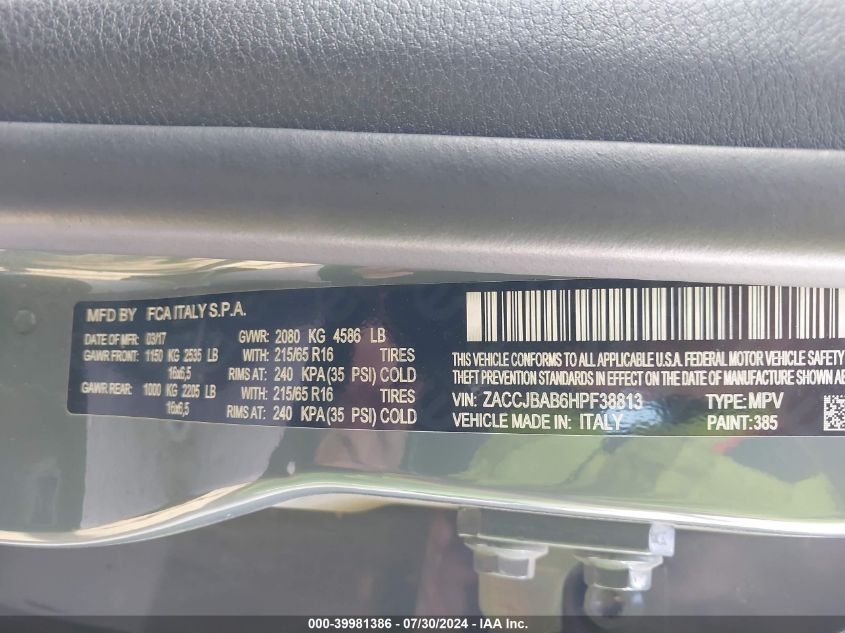 MFD BY FCA ITALY S.P.A.
DATE OF MFR: 03/17 GVWR: 2080 KG 4586 LB
GAWR FRONT: 1150 KG 2535 LB WITH: 215/65 R16 TIRES
16x6,5 RIMS AT: 240 KPA(35 PSI) COLD
GAWR REAR: 1000 KG 2205 LB WITH: 215/65 R16 TIRES
16x6,5 RIMS AT: 240 KPA(35 PSI) COLD
THIS VEHICLE CONFORMS TO ALL APPLICABLE U.S.A. FEDERAL MOTOR VEHICLE SAFETY
THEFT PREVENTION STANDARDS IN EFFECT ON THE DATE OF MANUFACTURE SHOWN
VIN: ZACCJBAB6HPF38813 TYPE: MPV
VEHICLE MADE IN: ITALY PAINT:385
000-39981386 / 07/30/2024 - IAA Inc.